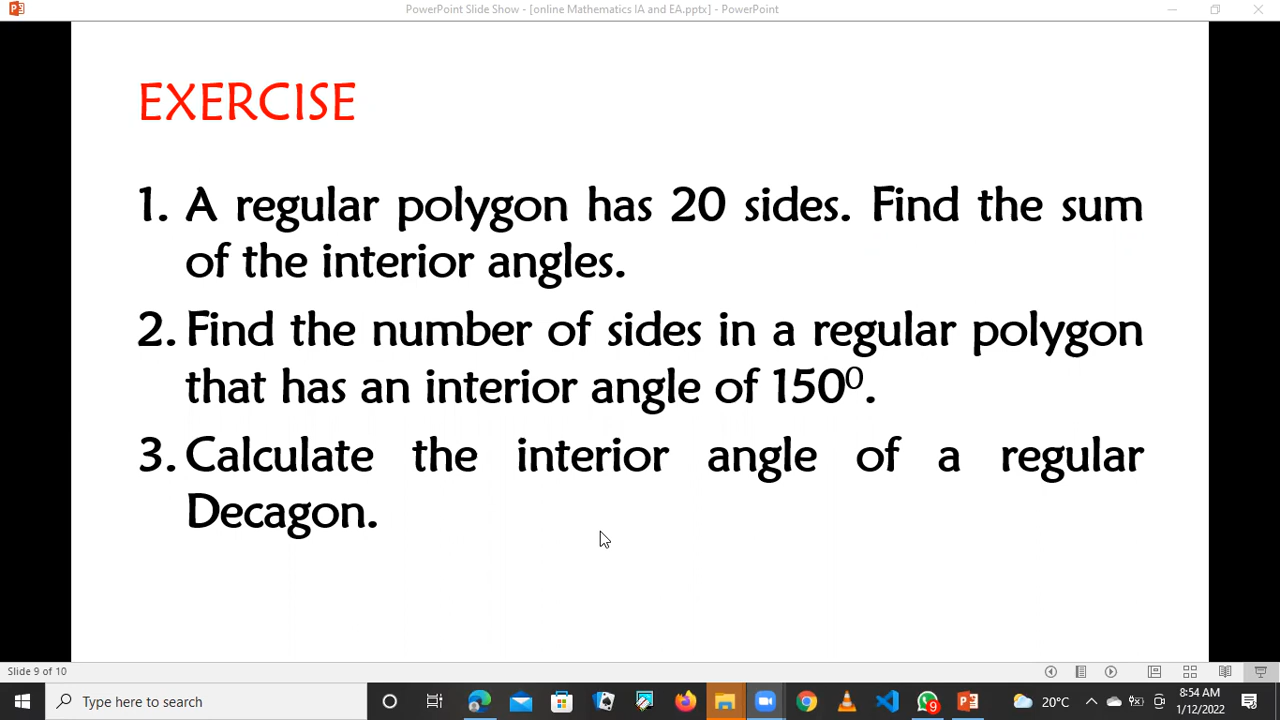 PowerPoint Slide Show - [online Mathematics IA and EA.pptx] - PowerPoint
EXERCISE
1. A regular polygon has 20 sides. Find the sum
of the interior angles.
2. Find the number of sides in a regular polygon
that has an interior angle of 150⁰.
3. Calculate the interior angle of a regular
Decagon.
Slide 9 of 10
Type here to search
9
20°C
8:54 AM
1/12/2022